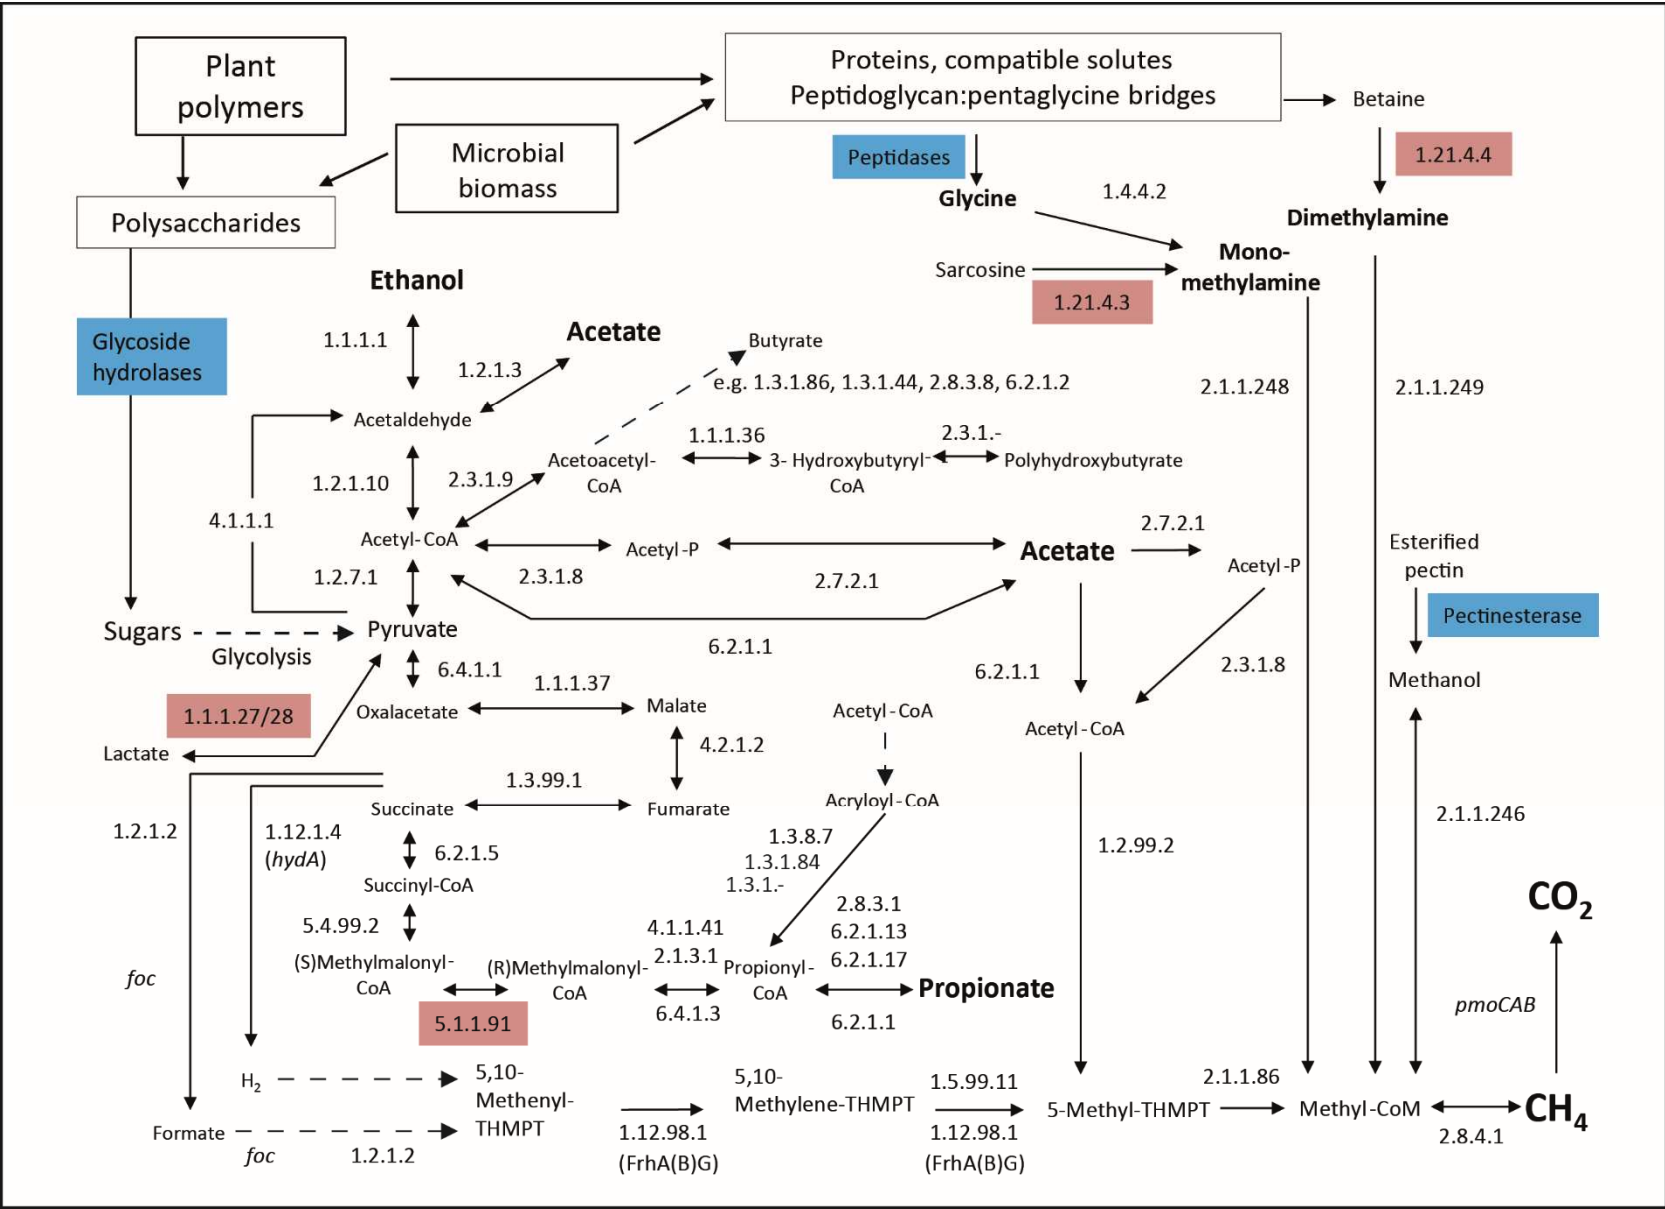 Plant
polymers
Proteins, compatible solutes
Peptidoglycan:pentaglycine bridges
Betaine
Microbial
biomass
Peptidases
1.21.4.4
Glycine
1.4.4.2
Polysaccharides
Dimethylamine
Mono-
methylamine
Sarcosine
1.21.4.3
Ethanol
Glycoside
hydrolases
1.1.1.1
Acetate
1.2.1.3
Butyrate
e.g. 1.3.1.86, 1.3.1.44, 2.8.3.8, 6.2.1.2
2.1.1.248
2.1.1.249
Acetaldehyde
1.2.1.10
2.3.1.9
Acetoacetyl-
CoA
1.1.1.36
3- Hydroxybutyryl-
CoA
2.3.1.-
Polyhydroxybutyrate
4.1.1.1
Acetyl-CoA
2.3.1.8
Acetyl-P
2.7.2.1
Acetate
2.7.2.1
Acetyl-P
Esterified
pectin
Pectinesterase
1.2.7.1
6.2.1.1
Sugars
Glycolysis
Pyruvate
6.4.1.1
6.2.1.1
2.3.1.8
Methanol
1.1.1.27/28
Lactate
Oxalacetate
1.1.1.37
Malate
4.2.1.2
Acetyl-CoA
Acetyl-CoA
1.3.99.1
Succinate
Fumarate
Acryloyl-CoA
1.2.1.2
1.12.1.4
(hydA)
6.2.1.5
1.3.8.7
1.3.1.84
1.3.1.-
1.2.99.2
2.1.1.246
Succinyl-CoA
5.4.99.2
4.1.1.41
2.1.3.1
2.8.3.1
6.2.1.13
6.2.1.17
CO2
foc
(S)Methylmalonyl-
CoA
(R)Methylmalonyl-
CoA
5.1.1.91
6.4.1.3
Propionyl-
CoA
6.2.1.1
Propionate
pmoCAB
H2
5,10-
Methenyl-
THMPT
5,10-
Methylene-THMPT
1.5.99.11
5-Methyl-THMPT
2.1.1.86
Methyl-CoM
CH4
2.8.4.1
Formate
foc
1.2.1.2
1.12.98.1
(FrhA(B)G)
1.12.98.1
(FrhA(B)G)